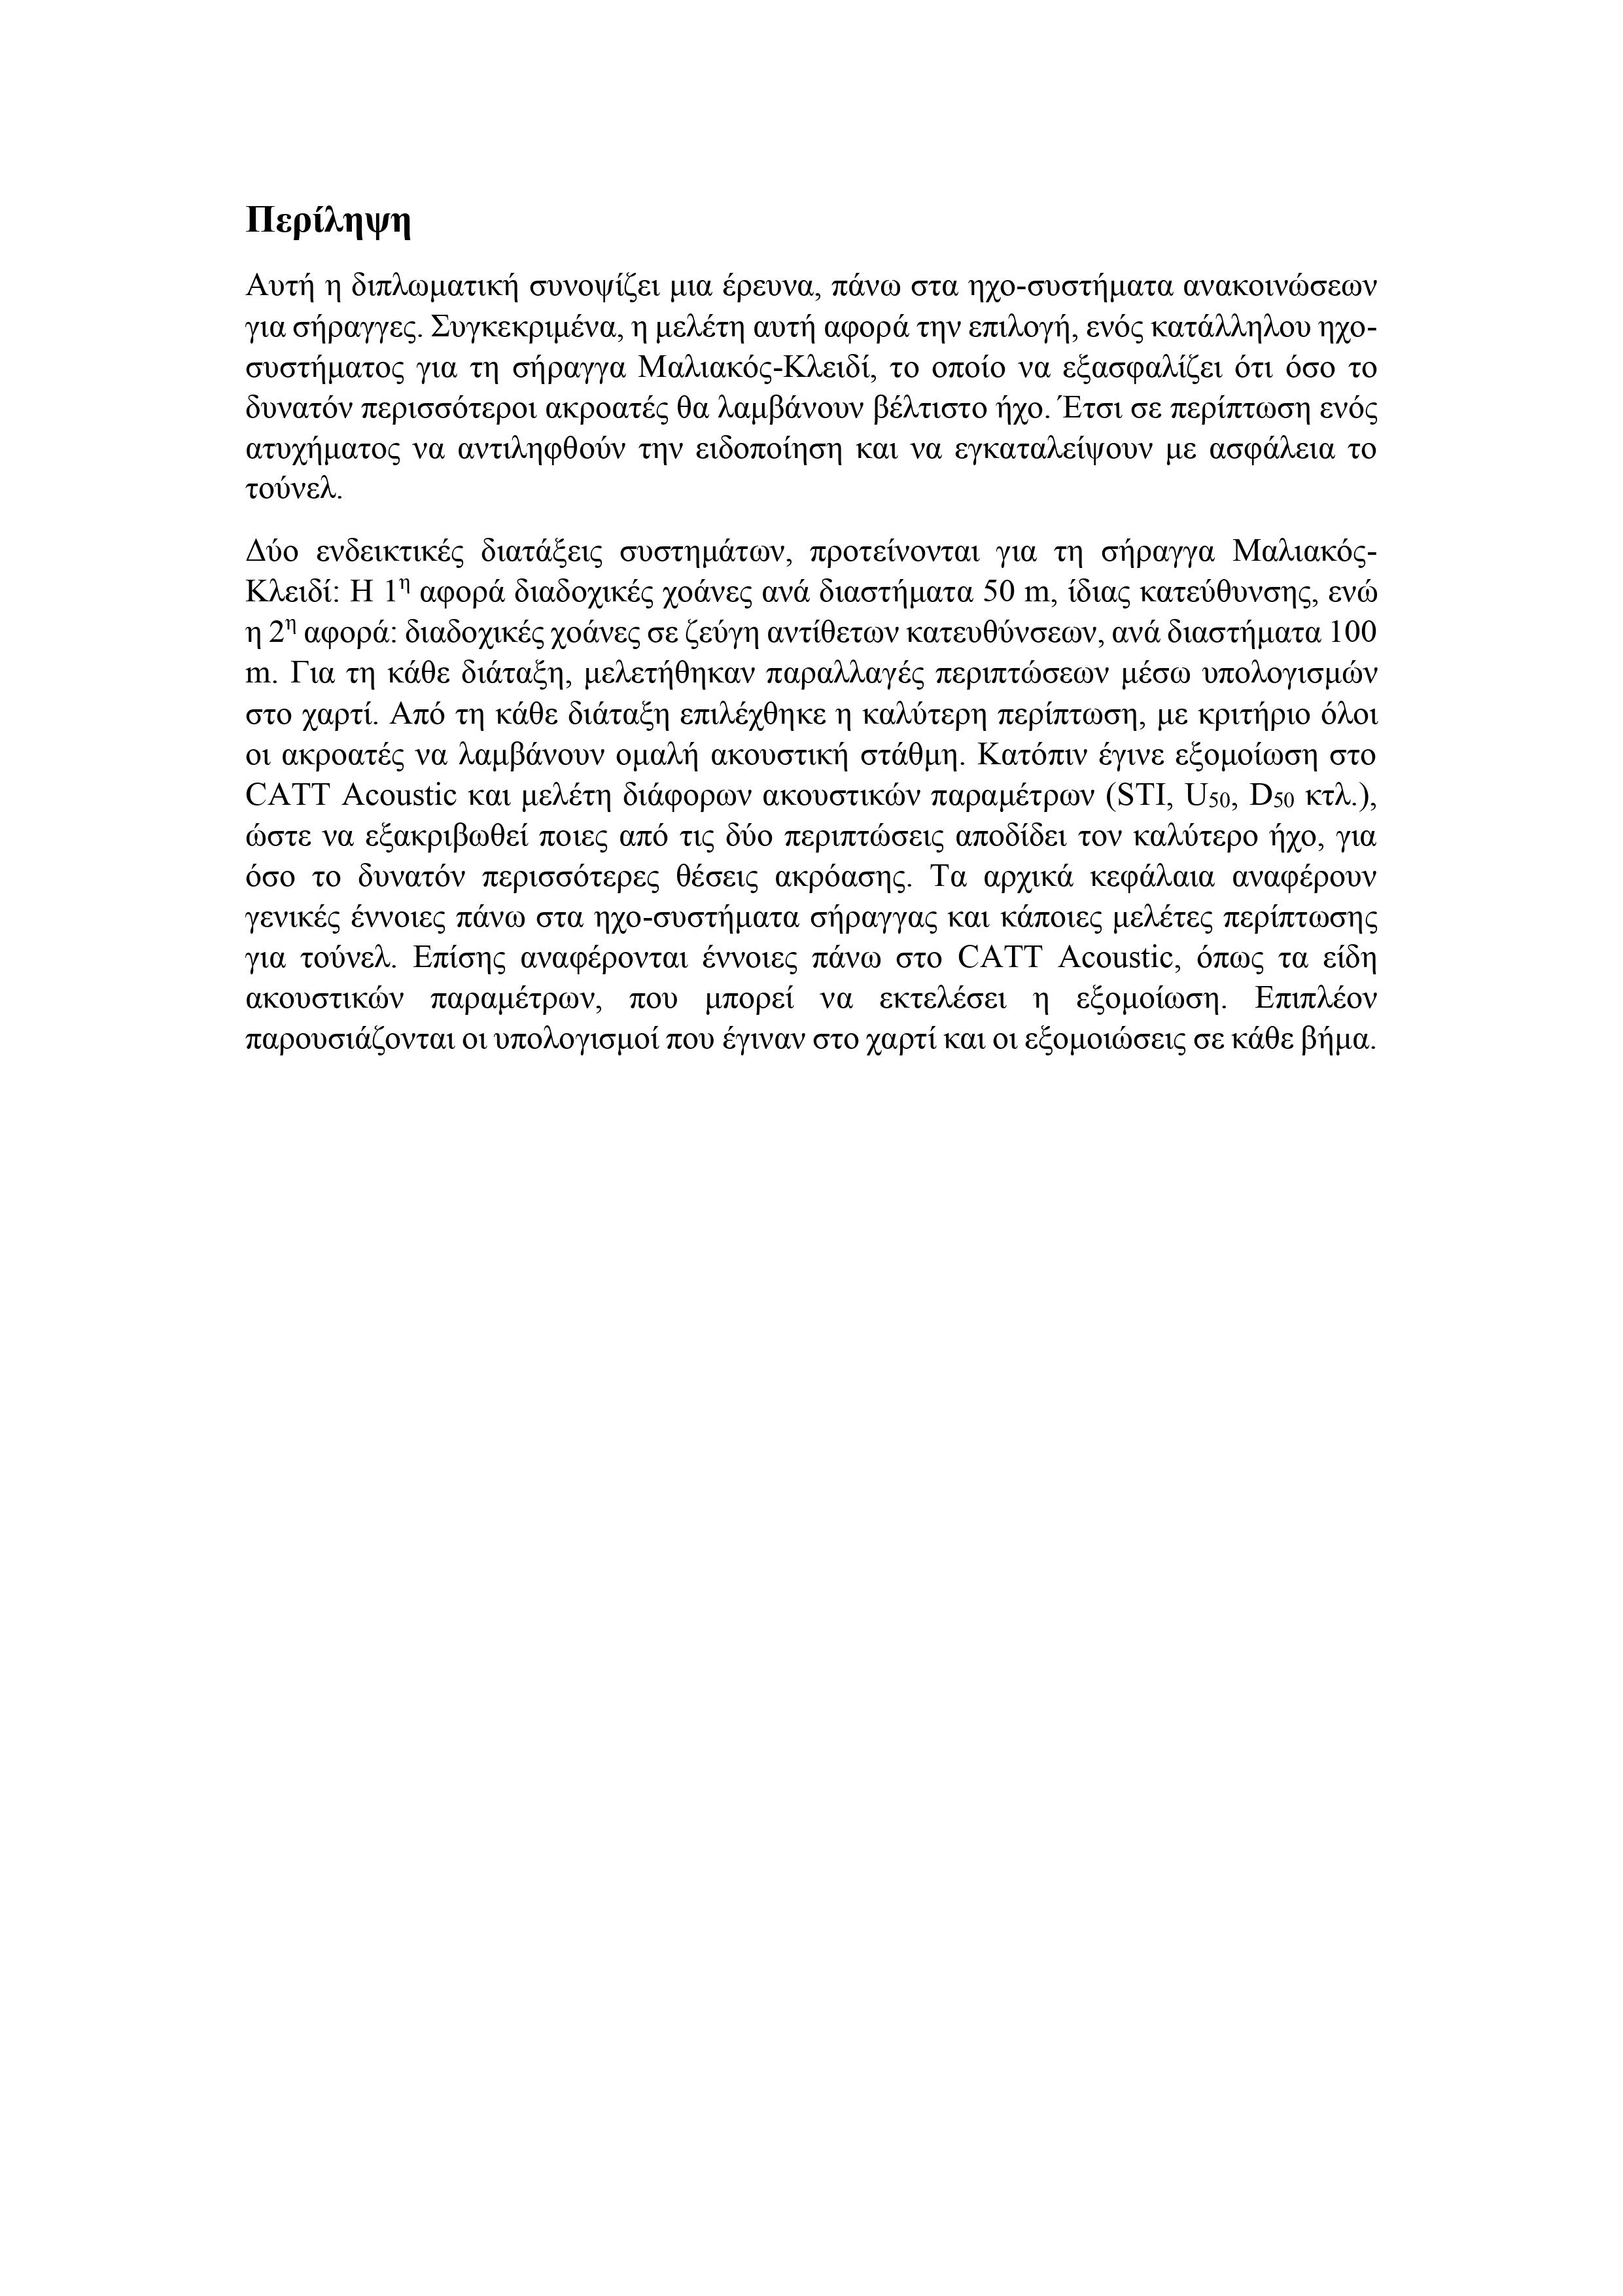 Περίληψη
Αυτή η διπλωματική συνοψίζει μια έρευνα, πάνω στα ηχο-συστήματα ανακοινώσεων
για σήραγγες. Συγκεκριμένα, η μελέτη αυτή αφορά την επιλογή, ενός κατάλληλου ηχο-
συστήματος για τη σήραγγα Μαλιακός-Κλειδί, το οποίο να εξασφαλίζει ότι όσο το
δυνατόν περισσότεροι ακροατές θα λαμβάνουν βέλτιστο ήχο. Έτσι σε περίπτωση ενός
ατυχήματος να αντιληφθούν την ειδοποίηση και να εγκαταλείψουν με ασφάλεια το
τούνελ.
Δύο ενδεικτικές διατάξεις συστημάτων, προτείνονται για τη σήραγγα Μαλιακός-
Κλειδί: Η 1η αφορά διαδοχικές χοάνες ανά διαστήματα 50 m, ίδιας κατεύθυνσης, ενώ
η 2η αφορά: διαδοχικές χοάνες σε ζεύγη αντίθετων κατευθύνσεων, ανά διαστήματα 100
m. Για τη κάθε διάταξη, μελετήθηκαν παραλλαγές περιπτώσεων μέσω υπολογισμών
στο χαρτί. Από τη κάθε διάταξη επιλέχθηκε η καλύτερη περίπτωση, με κριτήριο όλοι
οι ακροατές να λαμβάνουν ομαλή ακουστική στάθμη. Κατόπιν έγινε εξομοίωση στο
CATT Acoustic και μελέτη διάφορων ακουστικών παραμέτρων (STI, U50, D50 κτλ.),
ώστε να εξακριβωθεί ποιες από τις δύο περιπτώσεις αποδίδει τον καλύτερο ήχο, για
όσο το δυνατόν περισσότερες θέσεις ακρόασης. Τα αρχικά κεφάλαια αναφέρουν
γενικές έννοιες πάνω στα ηχο-συστήματα σήραγγας και κάποιες μελέτες περίπτωσης
για τούνελ. Επίσης αναφέρονται έννοιες πάνω στο CATT Acoustic, όπως τα είδη
ακουστικών παραμέτρων, που μπορεί να εκτελέσει η εξομοίωση. Επιπλέον
παρουσιάζονται οι υπολογισμοί που έγιναν στο χαρτί και οι εξομοιώσεις σε κάθε βήμα.